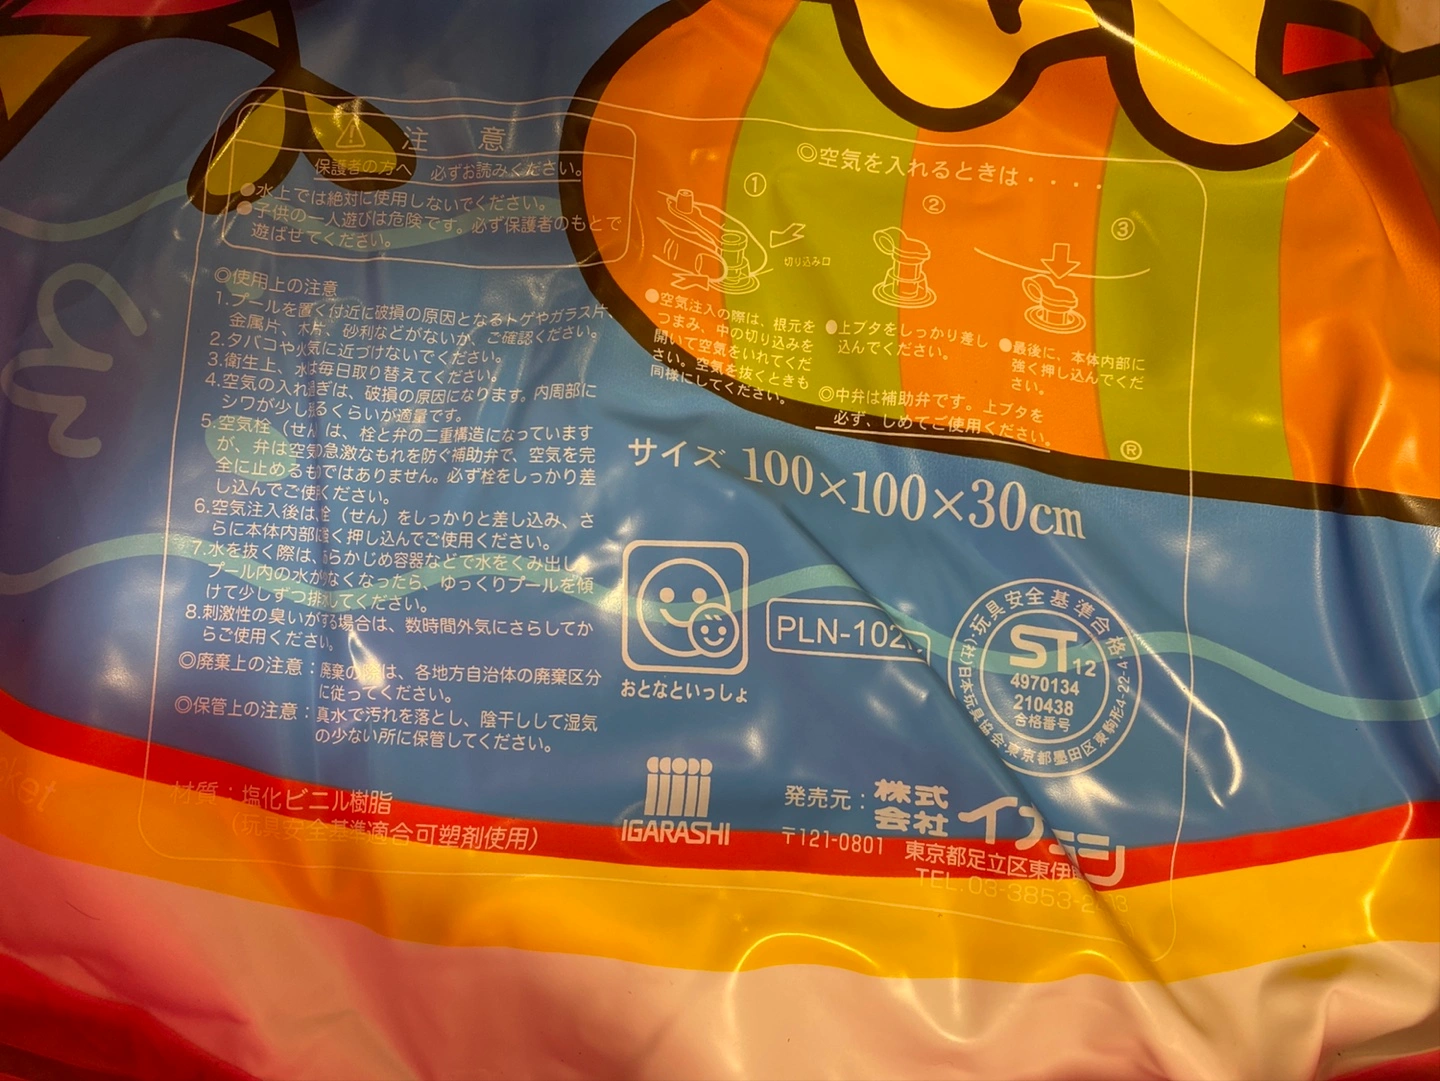 注 意
保護者の方へ 必ずお読みください。
●水上では絶対に使用しないでください。
●子供の一人遊びは危険です。必ず保護者のもとで
遊ばせてください。
◎使用上の注意
1.プールを置く付近に破損の原因となるトゲやガラス片、
金属片、木片、砂利などがないか、ご確認ください。
2.タバコや火気に近づけないでください。
3.衛生上、水は毎日取り替えてください。
4.空気の入れ過ぎは、破損の原因になります。内周部に
シワが少し残るくらいが適量です。
5.空気栓(せん)は、栓と弁の二重構造になっています
が、弁は空気の急激なもれを防ぐ補助弁で、空気を完
全に止めるものではありません。必ず栓をしっかり差
し込んでご使用ください。
6.空気注入後は栓(せん)をしっかりと差し込み、さ
らに本体内部に強く押し込んでご使用ください。
7.水を抜く際は、あらかじめ容器などで水をくみ出し、
プール内の水が少なくなったら、ゆっくりプールを傾
けて少しずつ排水してください。
8.刺激性の臭いがする場合は、数時間外気にさらしてか
らご使用ください。
◎廃棄上の注意:廃棄の際は、各地方自治体の廃棄区分
に従ってください。
◎保管上の注意:真水で汚れを落とし、陰干しして湿気
の少ない所に保管してください。
材質:塩化ビニル樹脂
(玩具安全基準適合可塑剤使用)
◎空気を入れるときは・・・・
①
②
③
切り込み口
●空気注入の際は、根元を
つまみ、中の切り込みを
開いて空気をいれてくだ
さい。空気を抜くときも
同様にしてください。
●上ブタをしっかり差し
込んでください。
●最後に、本体内部に
強く押し込んでくだ
さい。
◎中弁は補助弁です。上ブタを
必ず、しめてご使用ください。
®
サイズ 100×100×30cm
おとなといっしょ
PLN-102
玩具安全基準合格
ST12
4970134
210438
合格番号
(社)日本玩具協会・東京都墨田区東駒形4-22-4
IGARASHI
発売元:株式会社イガラシ
〒121-0801 東京都足立区東伊
TEL.03-3853-2